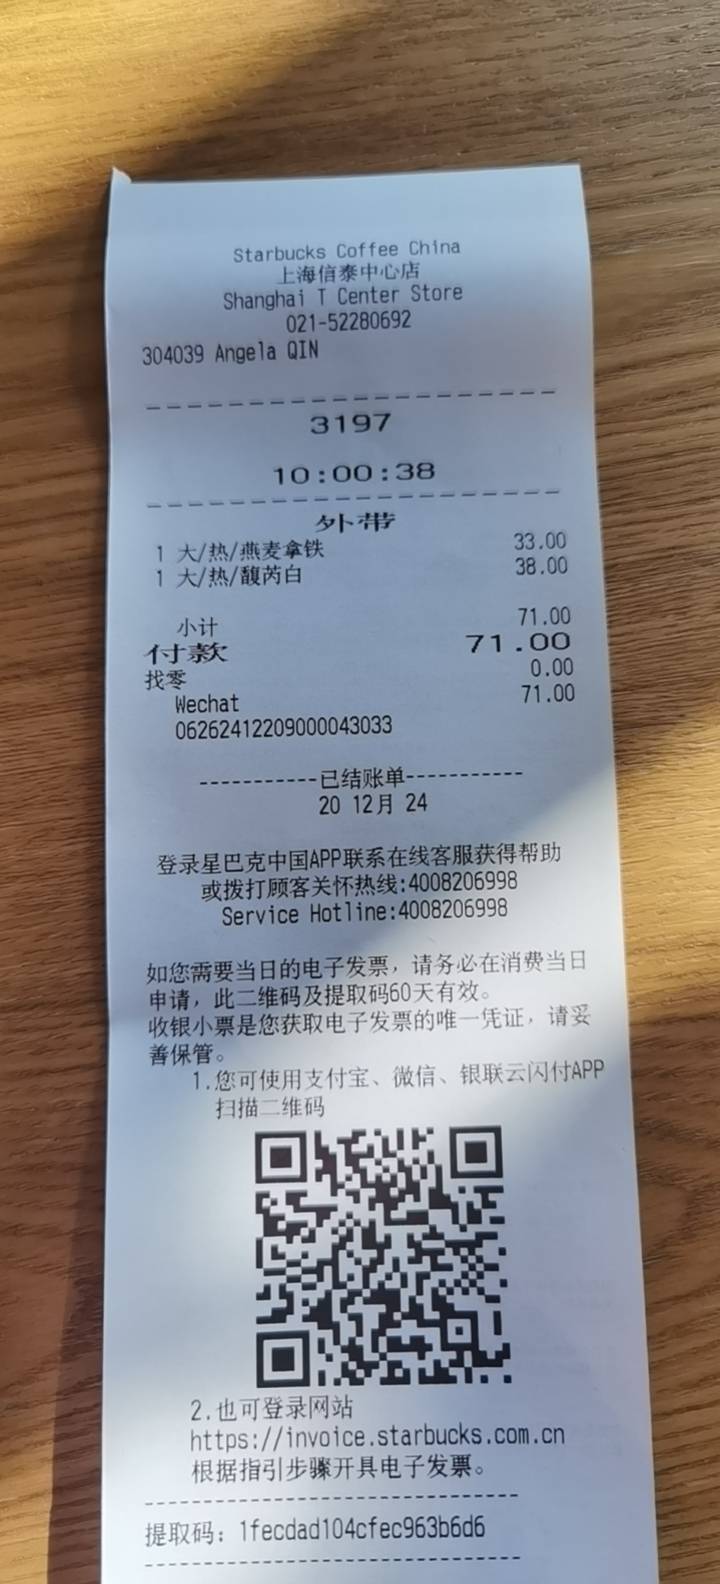 Starbucks Coffee China
上海信泰中心店
Shanghai T Center Store
021-52280692
304039 Angela QIN
3197
10:00:38
外带
1 大/热/燕麦拿铁 33.00
1 大/热/馥芮白 38.00
小计 71.00
付款 71.00
找零 0.00
Wechat 71.00
06262412209000043033
-----------已结账单-----------
20 12月 24
登录星巴克中国APP联系在线客服获得帮助
或拨打顾客关怀热线:4008206998
Service Hotline:4008206998
如您需要当日的电子发票，请务必在消费当日
申请，此二维码及提取码60天有效。
收银小票是您获取电子发票的唯一凭证，请妥
善保管。
1.您可使用支付宝、微信、银联云闪付APP
扫描二维码
2.也可登录网站
https://invoice.starbucks.com.cn
根据指引步骤开具电子发票。
提取码：1fecdad104cfec963b6d6